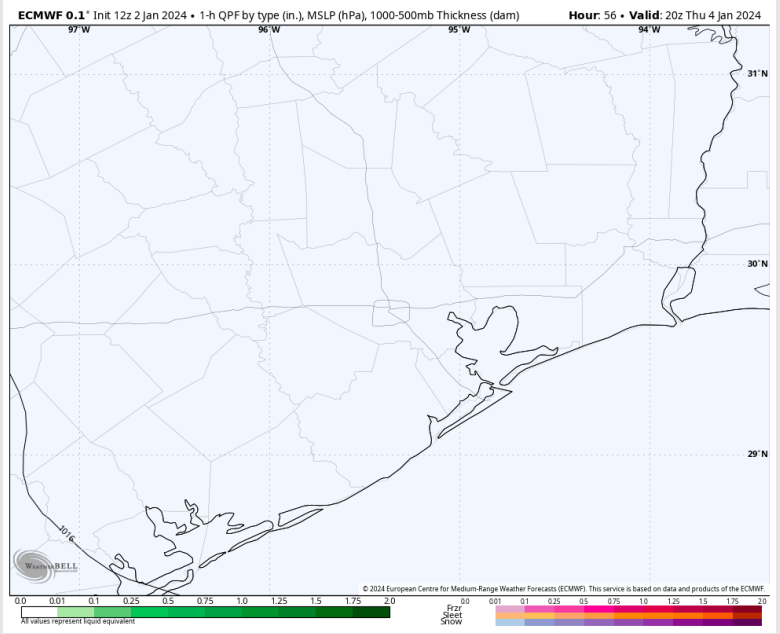 ECMWF 0.1° Init 12z 2 Jan 2024 • 1-h QPF by type (in.), MSLP (hPa), 1000-500mb Thickness (dam) Hour: 56 • Valid: 20z Thu 4 Jan 2024
97°W 96°W 95°W 94°W
31°N
30°N
29°N
1016
WEATHERBELL
© 2024 European Centre for Medium-Range Weather Forecasts (ECMWF). This service is based on data and products of the ECMWF.
0.0 0.01 0.1 0.25 0.5 0.75 1.0 1.25 1.5 1.75 2.0 0.0 0.01 0.1 0.25 0.5 0.75 1.0 1.25 1.5 1.75 2.0
Frzr
Sleet
Snow
All values represent liquid equivalent